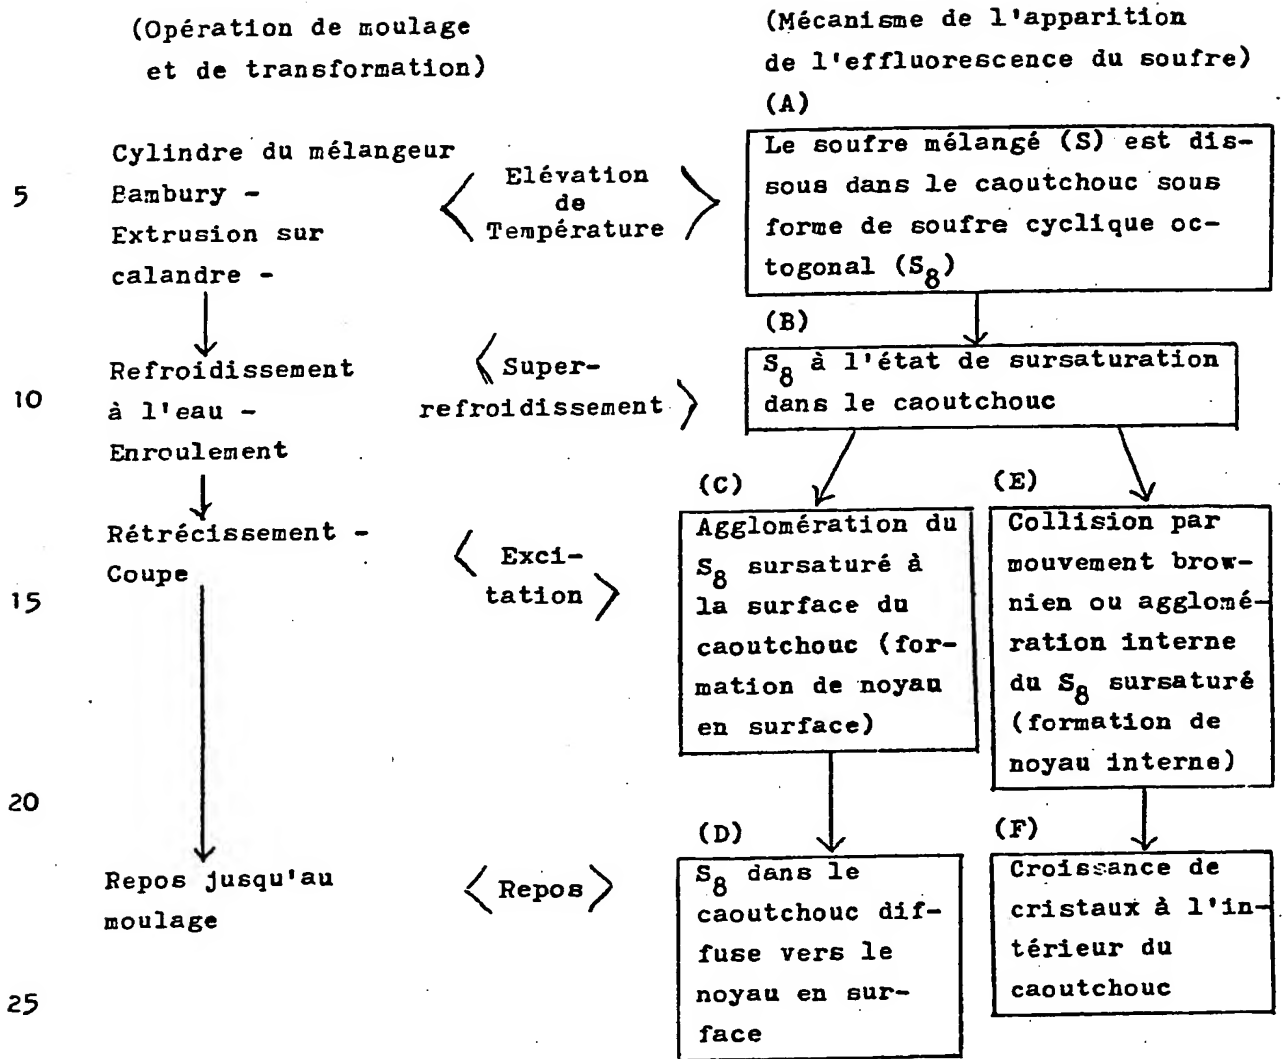 (Opération de moulage
et de transformation)
(Mécanisme de l'apparition
de l'effluorescence du soufre)
(A)
Cylindre du mélangeur
Bambury -
Extrusion sur
calandre -
5
Elévation
de
Température
Le soufre mélangé (S) est dis-
sous dans le caoutchouc sous
forme de soufre cyclique oc-
togonal (S8)
(B)
Refroidissement
à l'eau -
Enroulement
10
Super-
refroidissement
S8 à l'état de sursaturation
dans le caoutchouc
Rétrécissement -
Coupe
15
Exci-
tation
(C)
Agglomération du
S8 sursaturé à
la surface du
caoutchouc (for-
mation de noyau
en surface)
(E)
Collision par
mouvement brow-
nien ou agglomé-
ration interne
du S8 sursaturé
(formation de
noyau interne)
20
Repos jusqu'au
moulage
Repos
(D)
S8 dans le
caoutchouc dif-
fuse vers le
noyau en sur-
face
(F)
Croissance de
cristaux à l'in-
térieur du
caoutchouc
25